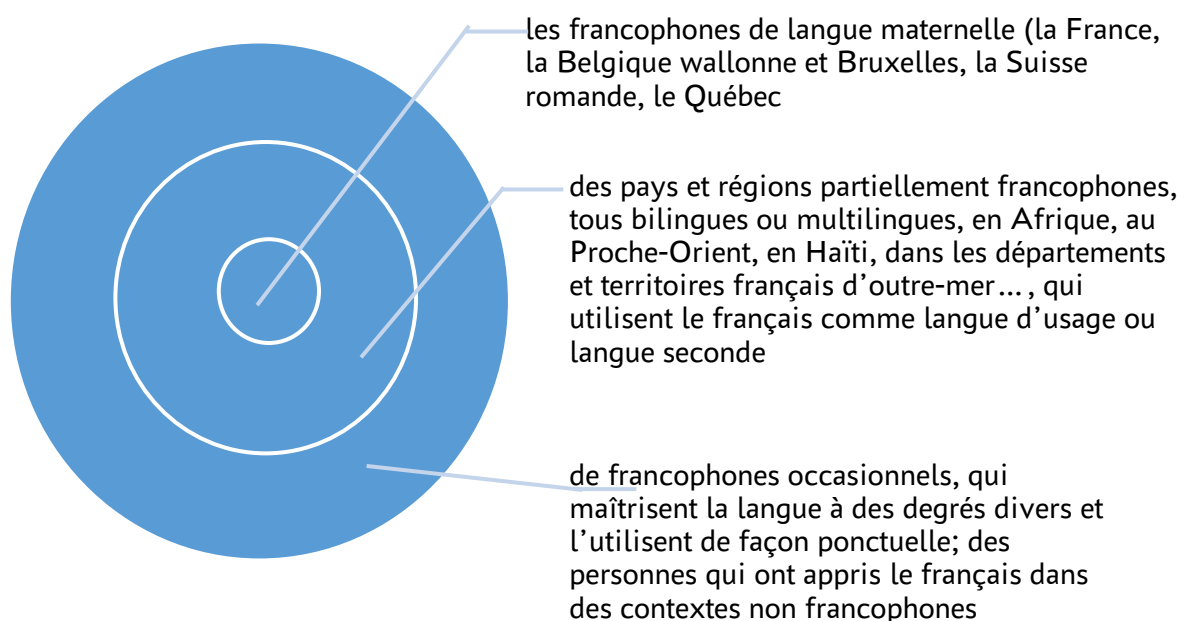 les francophones de langue maternelle (la France,
la Belgique wallonne et Bruxelles, la Suisse
romande, le Québec
des pays et régions partiellement francophones,
tous bilingues ou multilingues, en Afrique, au
Proche-Orient, en Haïti, dans les départements
et territoires français d’outre-mer…, qui
utilisent le français comme langue d’usage ou
langue seconde
de francophones occasionnels, qui
maîtrisent la langue à des degrés divers et
l’utilisent de façon ponctuelle; des
personnes qui ont appris le français dans
des contextes non francophones